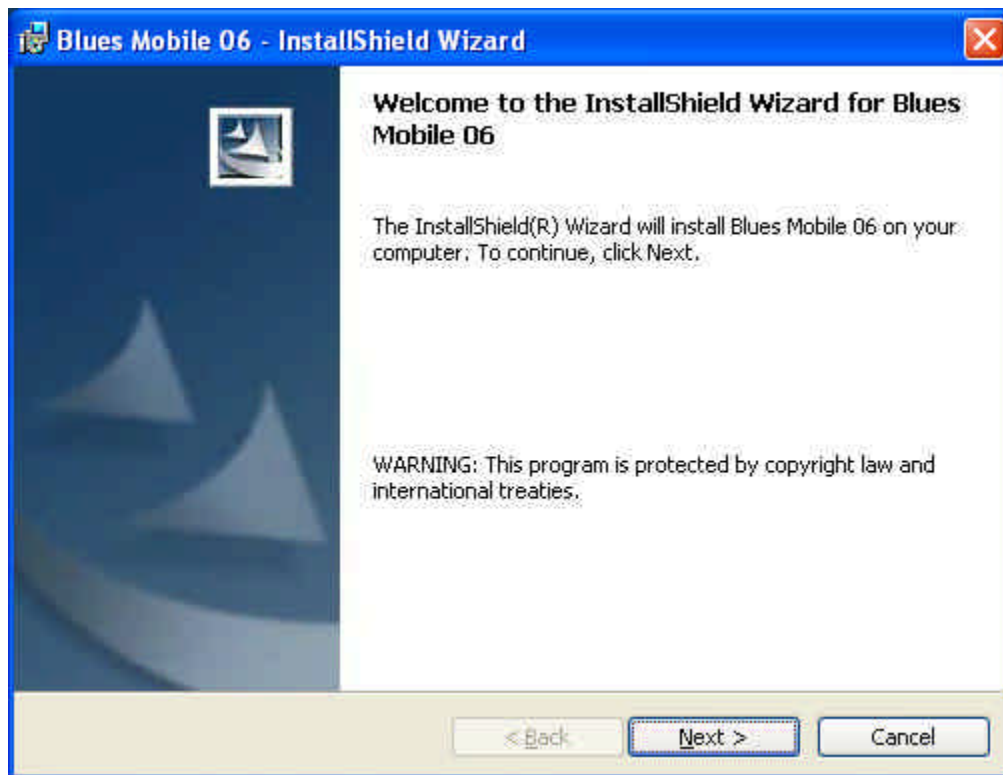 Blues Mobile 06 - InstallShield Wizard
Welcome to the InstallShield Wizard for Blues
Mobile 06
The InstallShield(R) Wizard will install Blues Mobile 06 on your
computer. To continue, click Next.
WARNING: This program is protected by copyright law and
international treaties.
< Back
Next >
Cancel